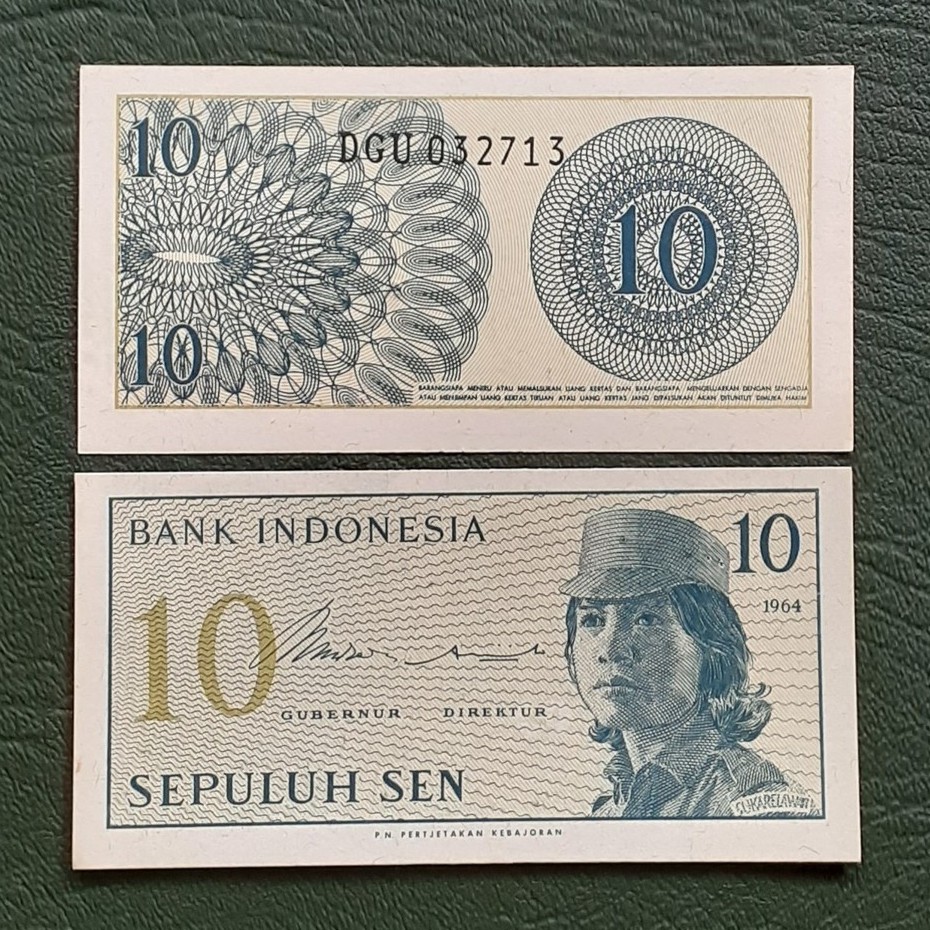 10
DGU 032713
10
10
BARANGSIAPA MENIRU ATAU MEMALSUKAN UANG KERTAS DAN BARANGSIAPA MENGELUARKAN DENGAN SENGADJA
ATAU MENJIMPAN UANG KERTAS TIRUAN ATAU UANG KERTAS JANG DIPALSUKAN AKAN DITUNTUT DIMUKA HAKIM
BANK INDONESIA
10
1964
10
GUBERNUR DIREKTUR
SEPULUH SEN
SUKARELAWATI
P.N. PERTJETAKAN KEBAJORAN